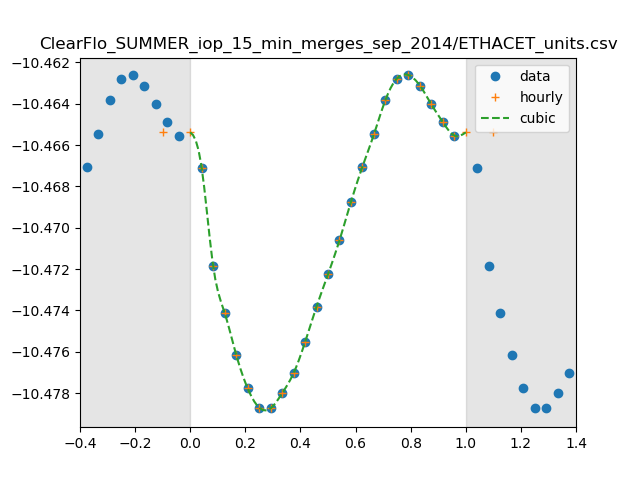 ClearFlo_SUMMER_iop_15_min_merges_sep_2014/ETHACET_units.csv
−10.462
−10.464
−10.466
−10.468
−10.470
−10.472
−10.474
−10.476
−10.478
data
hourly
cubic
−0.4 −0.2 0.0 0.2 0.4 0.6 0.8 1.0 1.2 1.4